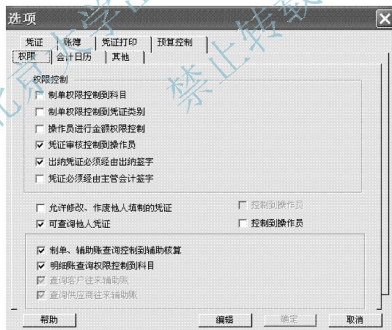 选项
凭证 账簿 凭证打印 预算控制
权限 会计日历 其他
权限控制
制单权限控制到科目
制单权限控制到凭证类别
操作员进行金额权限控制
凭证审核控制到操作员
出纳凭证必须经由出纳签字
凭证必须经由主管会计签字
允许修改、作废他人填制的凭证 控制到操作员
可查询他人凭证 控制到操作员
制单、辅助账查询控制到辅助核算
明细账查询权限控制到科目
查询客户往来辅助账
查询供应商往来辅助账
帮助 编辑 确定 取消
禁止转载